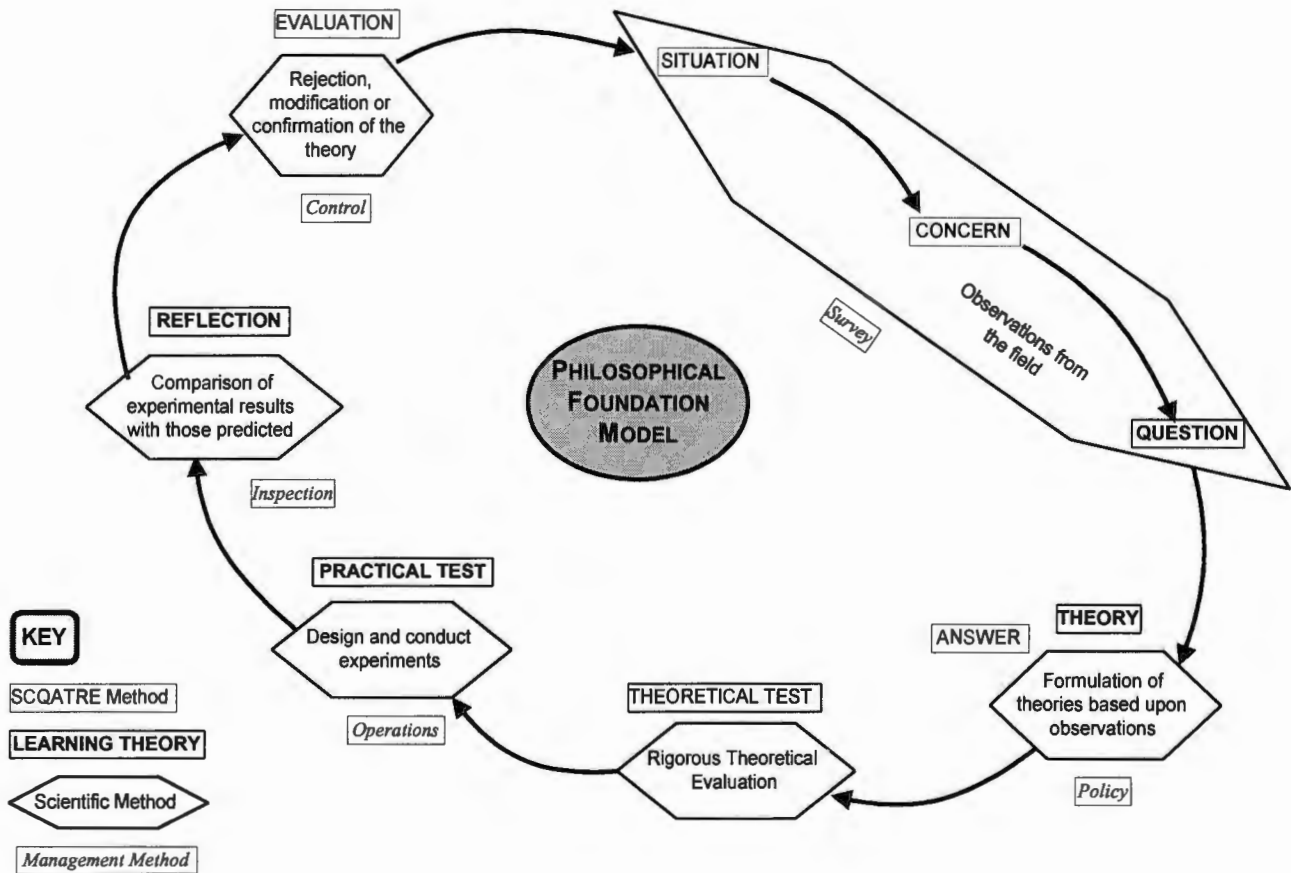 EVALUATION
Rejection,
modification or
confirmation of the
theory
Control
SITUATION
CONCERN
Observations from
the field
Survey
QUESTION
REFLECTION
Comparison of
experimental results
with those predicted
Inspection
PHILOSOPHICAL
FOUNDATION
MODEL
PRACTICAL TEST
Design and conduct
experiments
Operations
THEORETICAL TEST
Rigorous Theoretical
Evaluation
ANSWER
THEORY
Formulation of
theories based upon
observations
Policy
KEY
SCQATRE Method
LEARNING THEORY
Scientific Method
Management Method